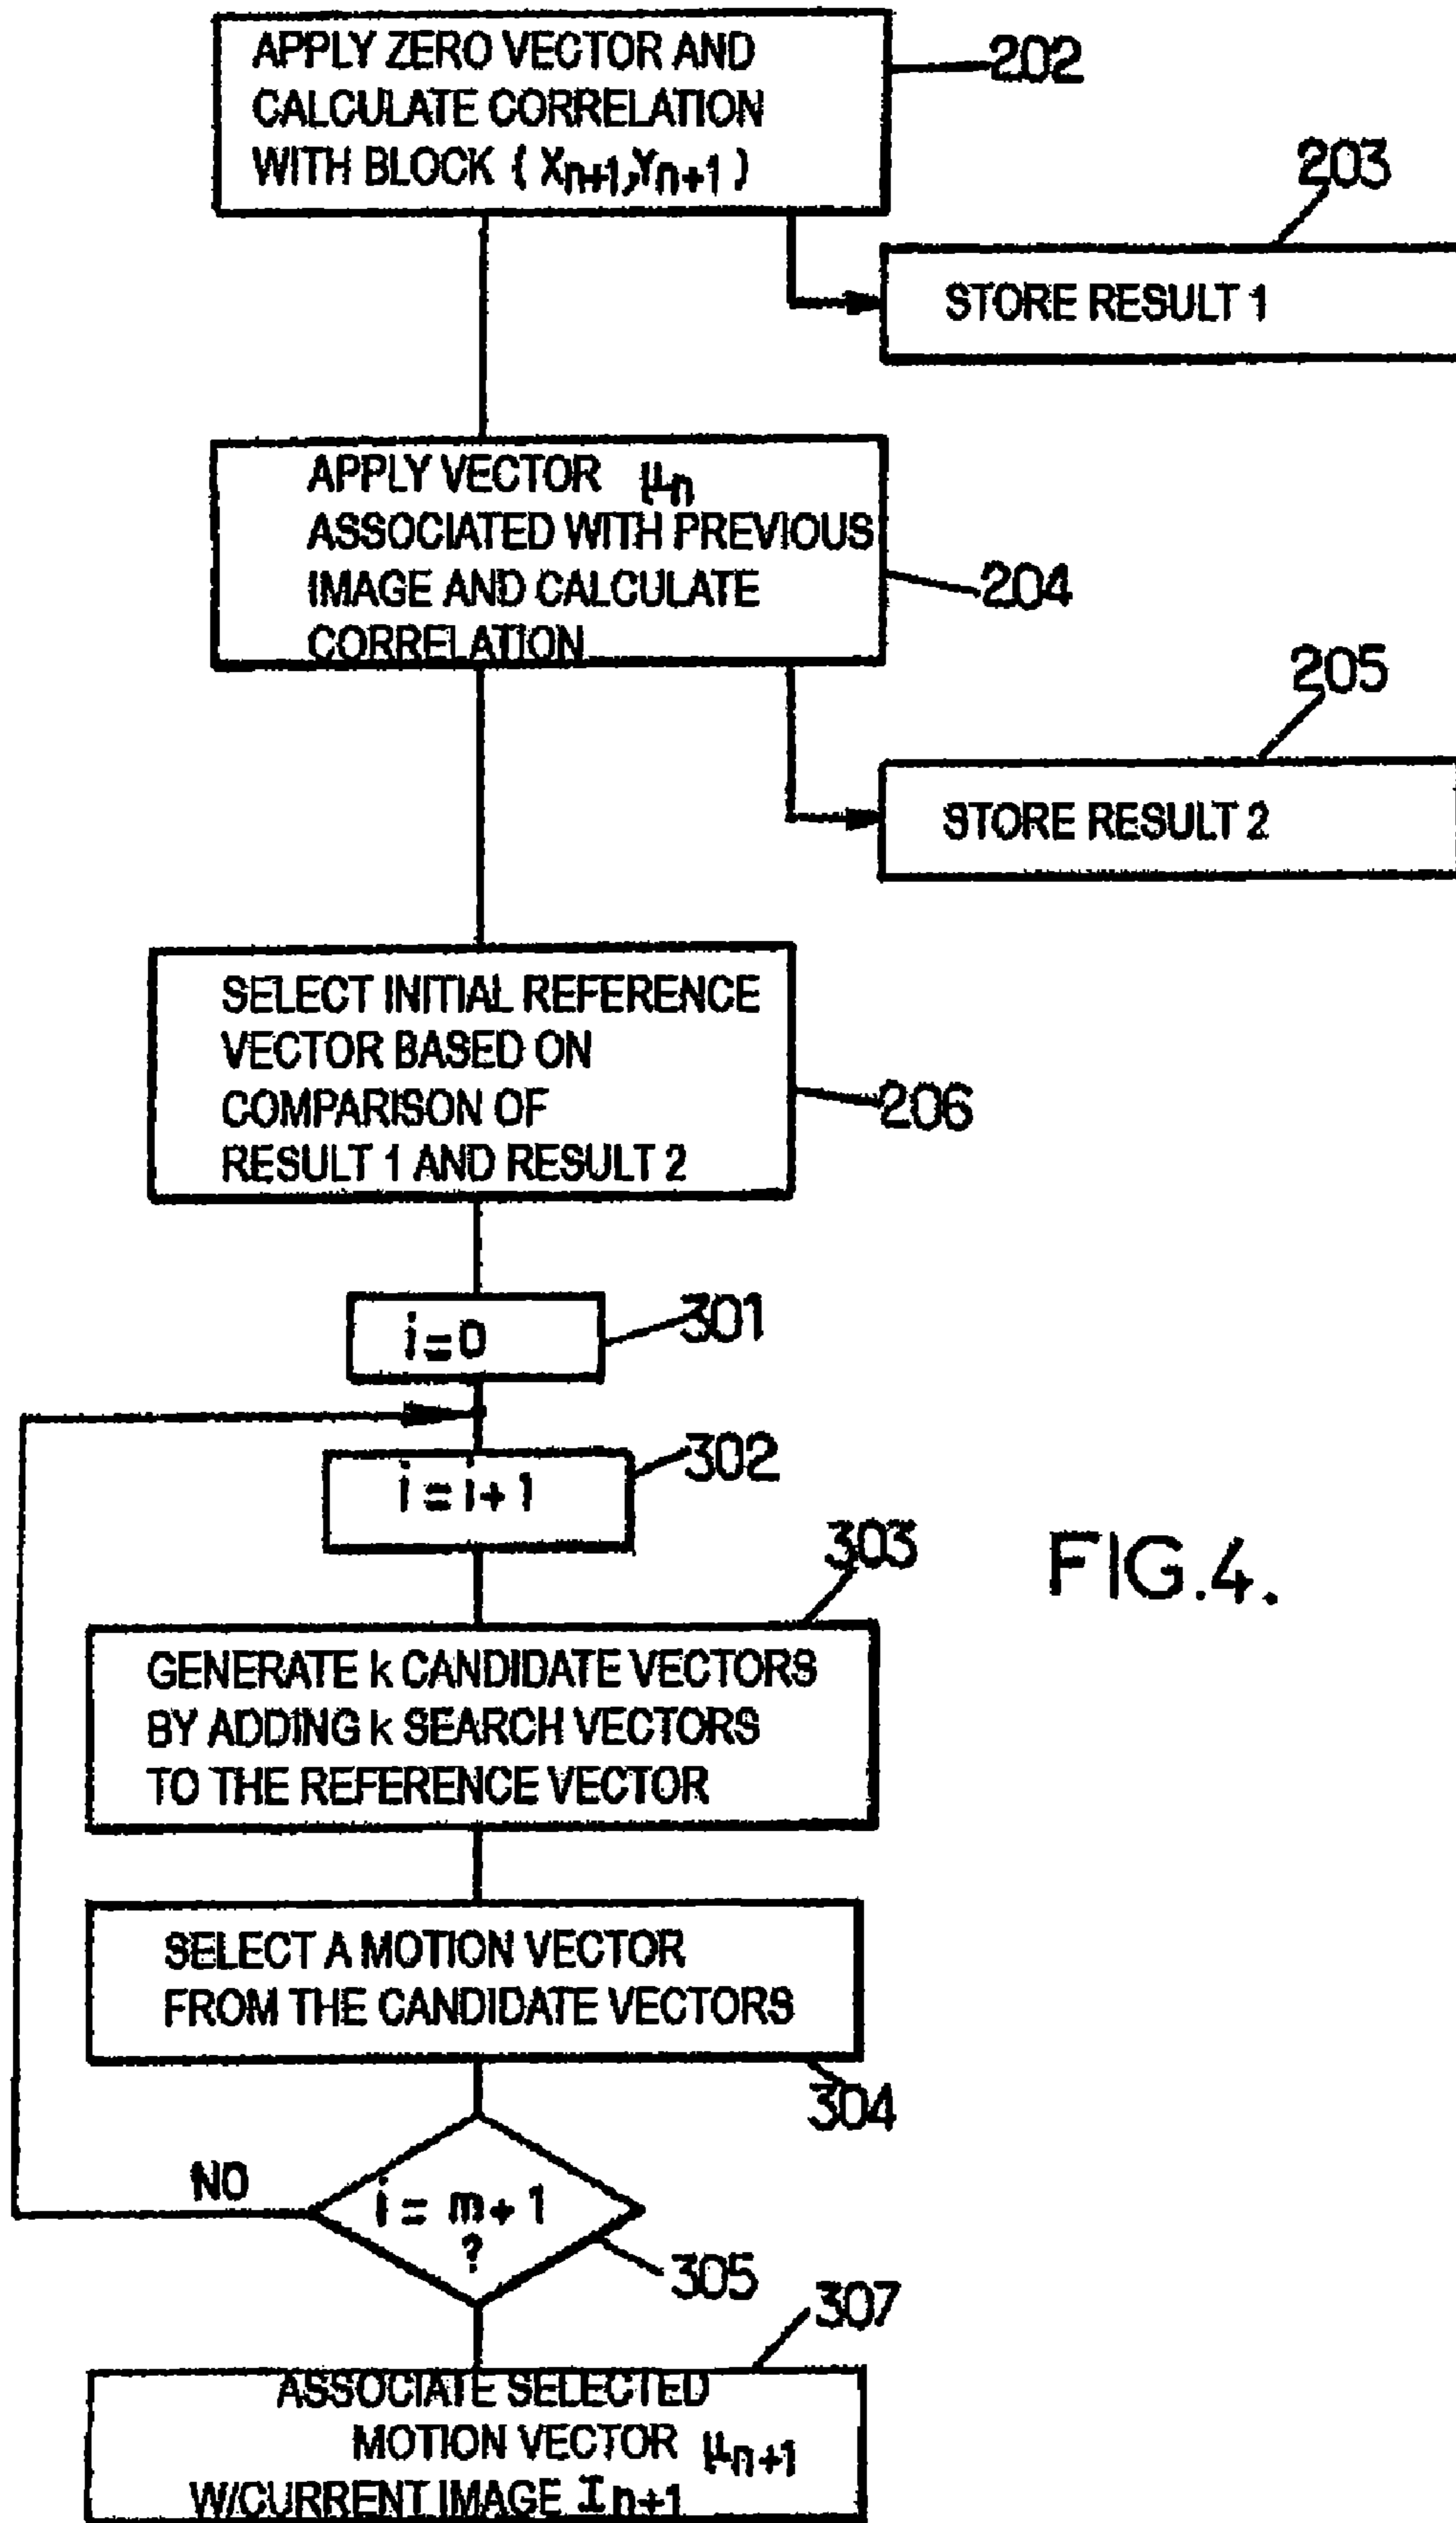 APPLY ZERO VECTOR AND
CALCULATE CORRELATION
WITH BLOCK ( Xn+1,Yn+1 )
202
203
STORE RESULT 1
APPLY VECTOR µn
ASSOCIATED WITH PREVIOUS
IMAGE AND CALCULATE
CORRELATION
204
205
STORE RESULT 2
SELECT INITIAL REFERENCE
VECTOR BASED ON
COMPARISON OF
RESULT 1 AND RESULT 2
206
i=0
301
i=i+1
302
303
FIG.4.
GENERATE k CANDIDATE VECTORS
BY ADDING k SEARCH VECTORS
TO THE REFERENCE VECTOR
SELECT A MOTION VECTOR
FROM THE CANDIDATE VECTORS
304
NO
i = m+1
?
305
307
ASSOCIATE SELECTED
MOTION VECTOR µn+1
W/CURRENT IMAGE In+1